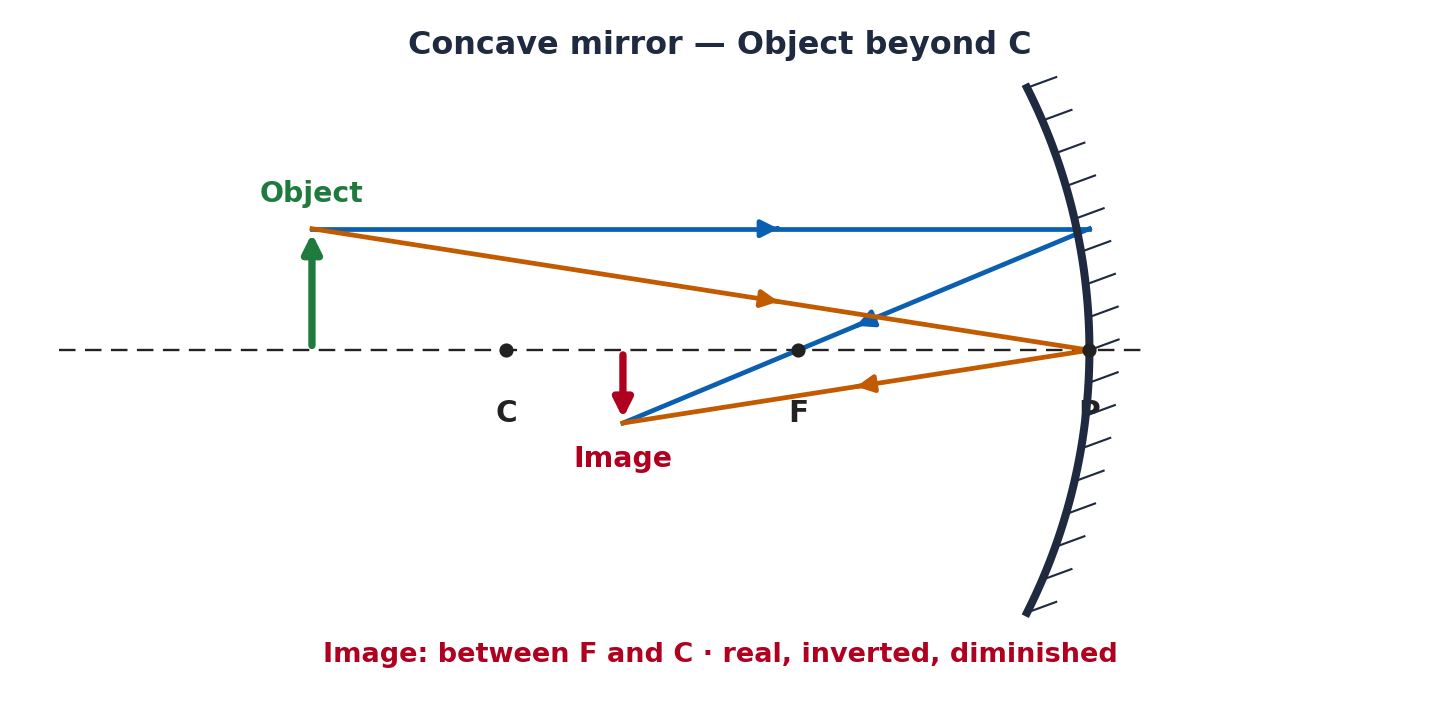 Concave mirror — Object beyond C
Object
C
F
P
Image
Image: between F and C · real, inverted, diminished